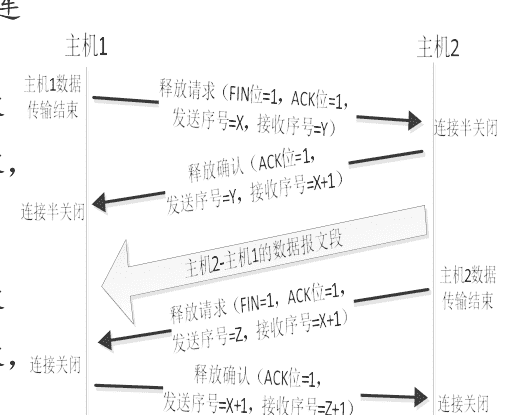 连
主机1
主机2
主机1数据
传输结束
释放请求（FIN位=1，ACK位=1，
发送序号=X，接收序号=Y）
连接半关闭
，
释放确认（ACK位=1，
发送序号=Y，接收序号=X+1）
连接半关闭
主机2-主机1的数据报文段
主机2数据
传输结束
释放请求（FIN=1，ACK位=1，
发送序号=Z，接收序号=X+1）
，
连接关闭
释放确认（ACK位=1，
发送序号=X+1，接收序号=Z+1）
连接关闭